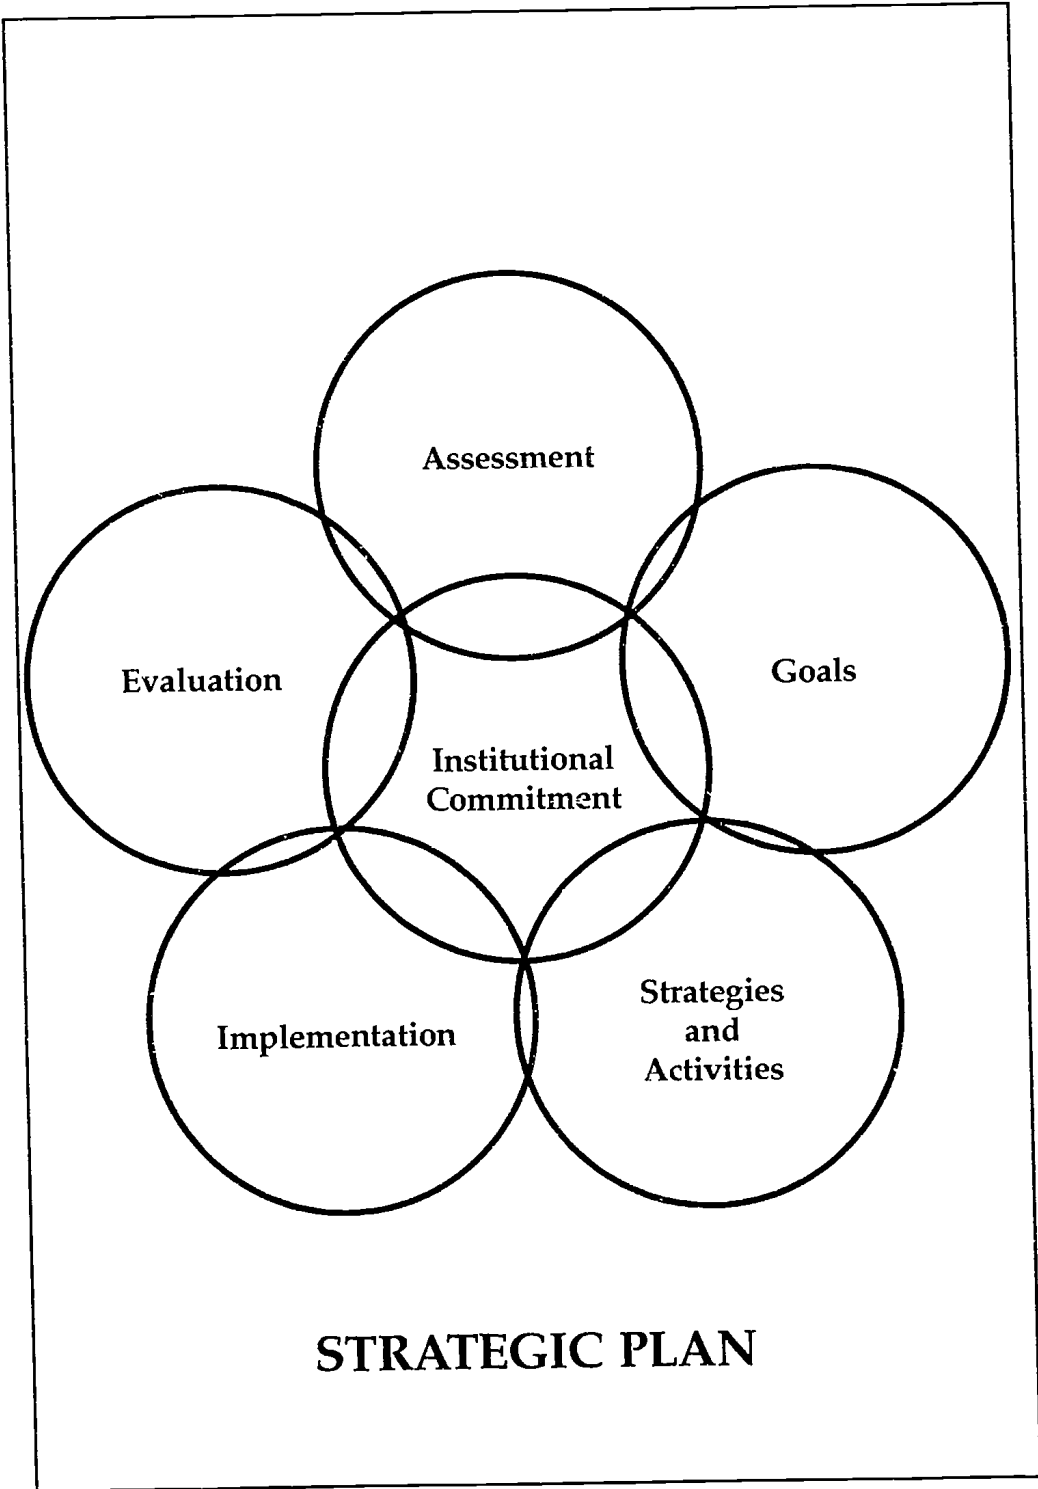 Assessment
Evaluation
Goals
Institutional
Commitment
Implementation
Strategies
and
Activities
STRATEGIC PLAN